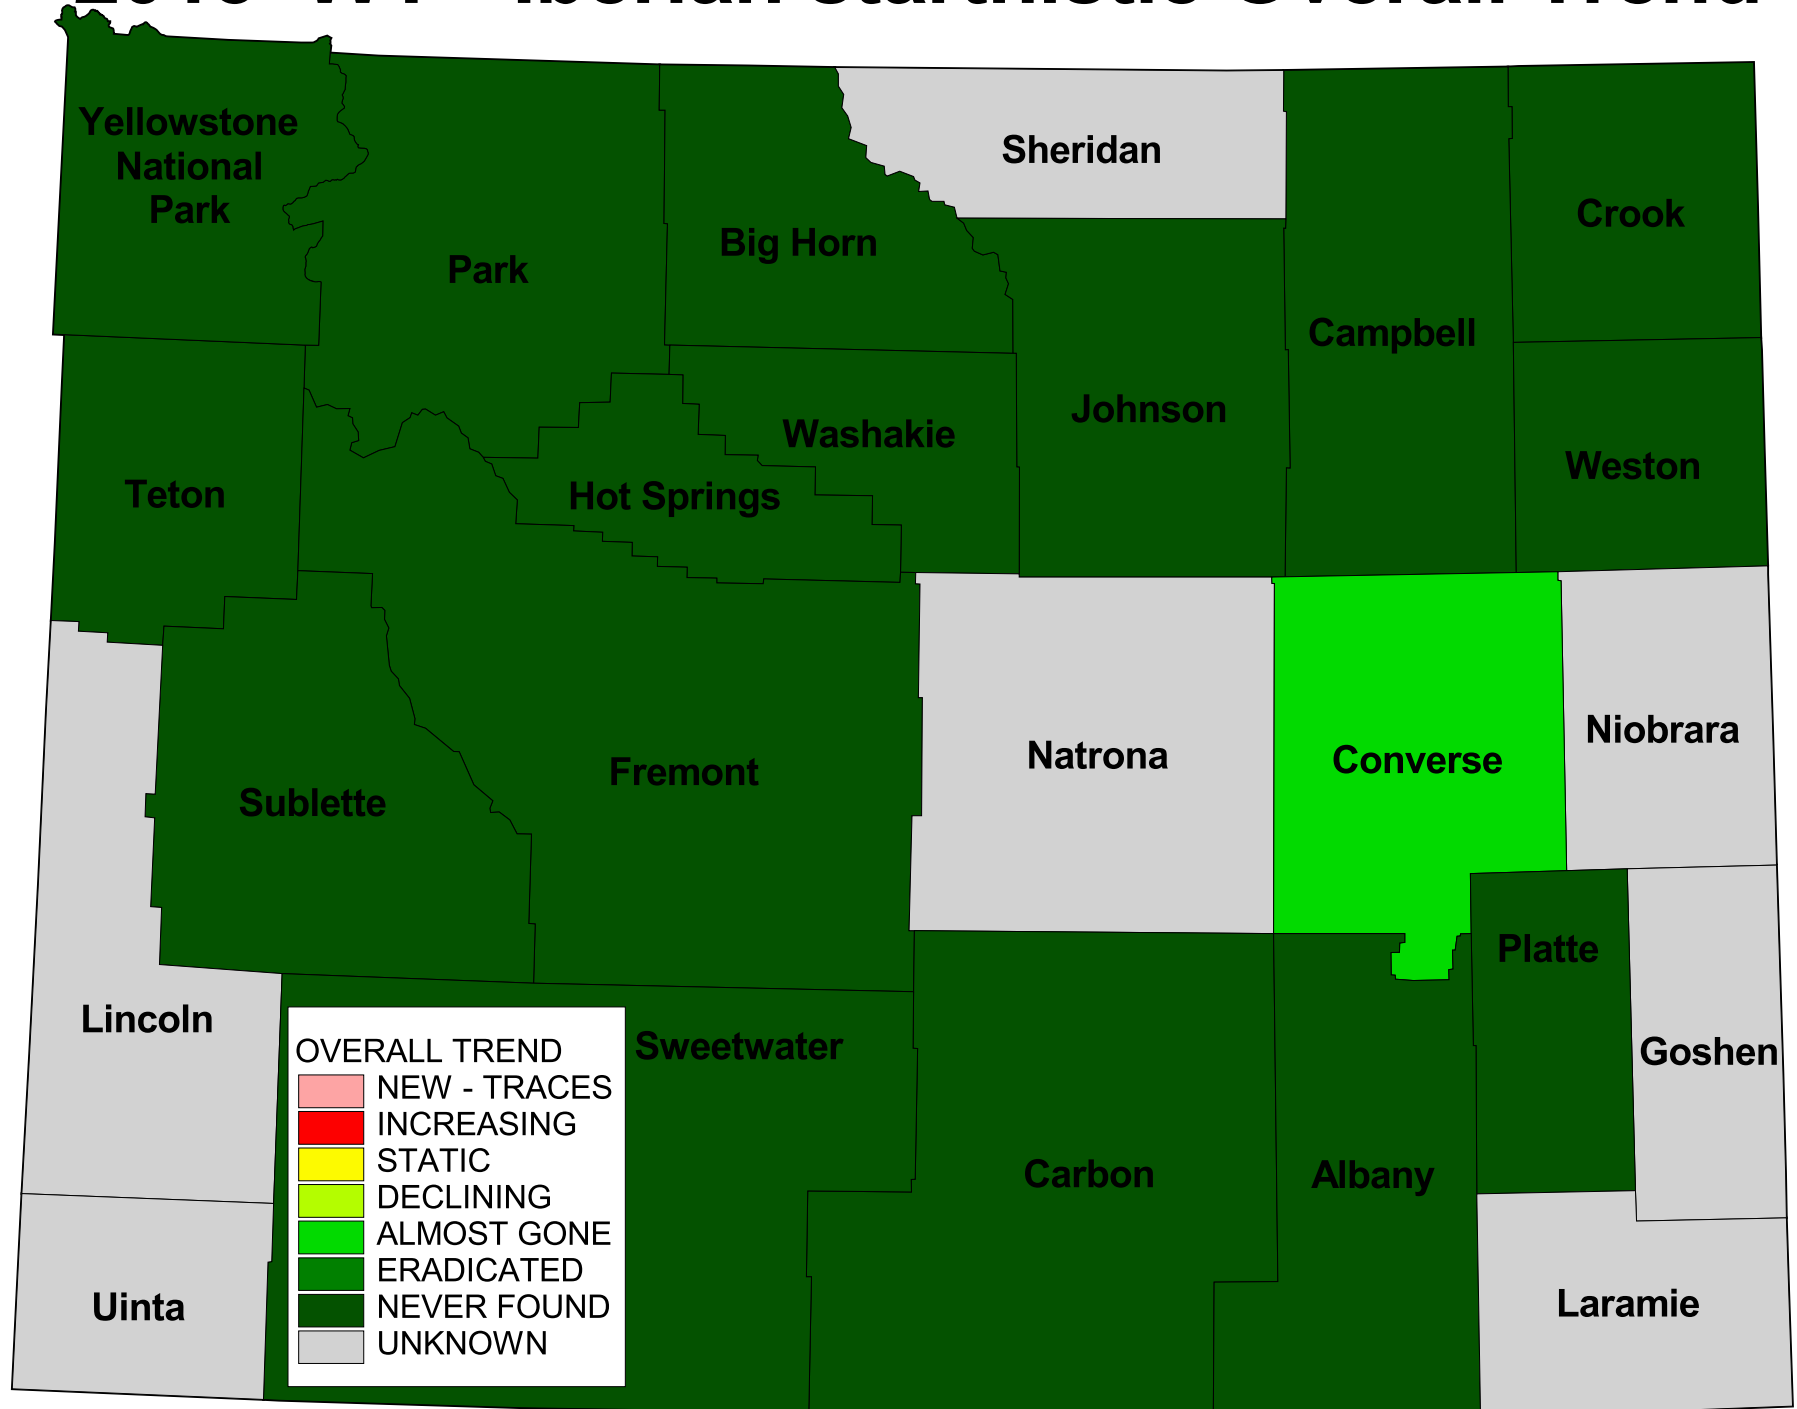 Yellowstone
National
Park
Park
Big Horn
Sheridan
Crook
Campbell
Johnson
Washakie
Hot Springs
Teton
Weston
Natrona
Converse
Niobrara
Fremont
Sublette
Platte
Lincoln
Sweetwater
Goshen
Carbon
Albany
Uinta
Laramie
OVERALL TREND
NEW - TRACES
INCREASING
STATIC
DECLINING
ALMOST GONE
ERADICATED
NEVER FOUND
UNKNOWN